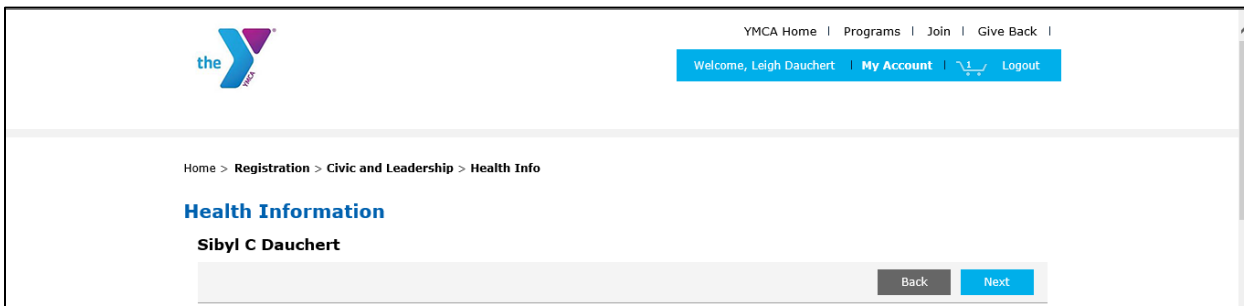 YMCA Home | Programs | Join | Give Back |
the
YMCA
Welcome, Leigh Dauchert | My Account | 1 Logout
Home > Registration > Civic and Leadership > Health Info
Health Information
Sibyl C Dauchert
Back Next